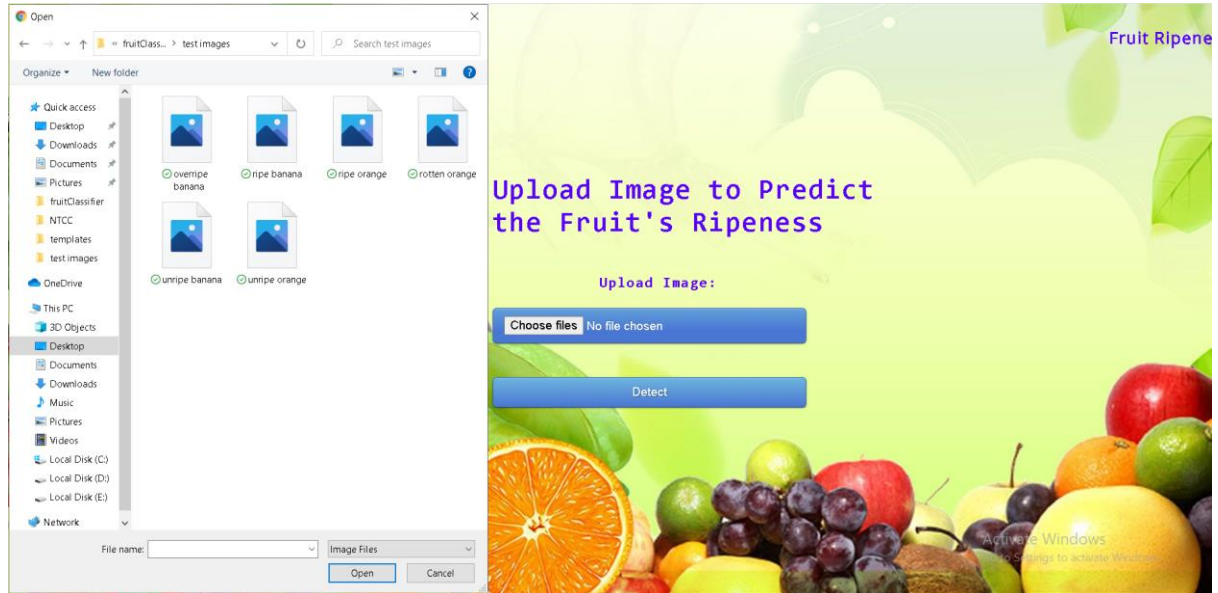 Open
« fruitClass... > test images
Search test images
Organize
New folder
Quick access
Desktop
Downloads
Documents
Pictures
fruitClassifier
NTCC
templates
test images
OneDrive
This PC
3D Objects
Desktop
Documents
Downloads
Music
Pictures
Videos
Local Disk (C:)
Local Disk (D:)
Local Disk (E:)
Network
overripe
banana
ripe banana
ripe orange
rotten orange
unripe banana
unripe orange
File name:
Image Files
Open
Cancel
Fruit Ripene
Upload Image to Predict
the Fruit's Ripeness
Upload Image:
Choose files No file chosen
Detect
Activate Windows
Settings to activate Windows